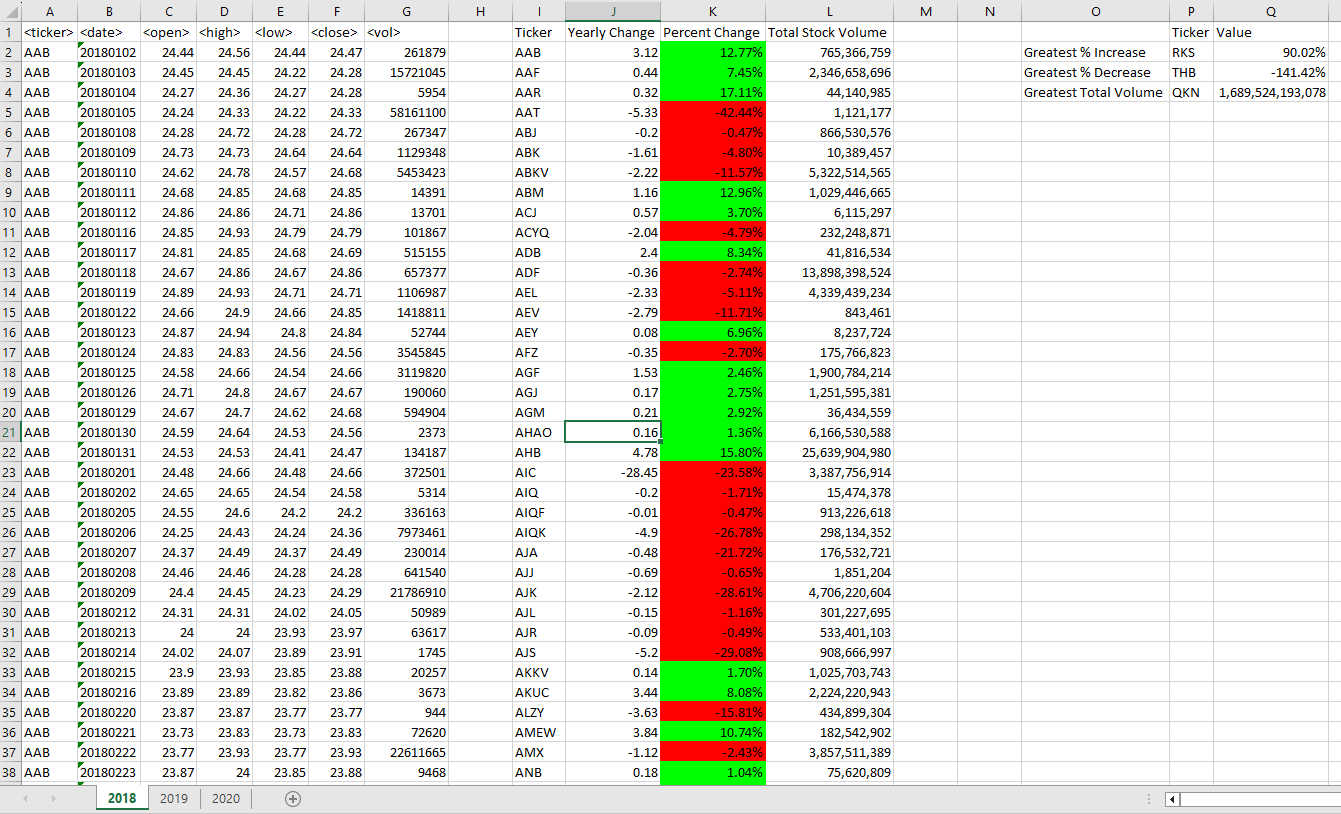 A B C D E F G H I J K L M N O P Q
1 <ticker> <date> <open> <high> <low> <close> <vol> Ticker Yearly Change Percent Change Total Stock Volume Ticker Value
2 AAB 20180102 24.44 24.56 24.44 24.47 261879 AAB 3.12 12.77% 765,366,759 Greatest % Increase RKS 90.02%
3 AAB 20180103 24.45 24.45 24.22 24.28 15721045 AAF 0.44 7.45% 2,346,658,696 Greatest % Decrease THB -141.42%
4 AAB 20180104 24.27 24.36 24.27 24.28 5954 AAR 0.32 17.11% 44,140,985 Greatest Total Volume QKN 1,689,524,193,078
5 AAB 20180105 24.24 24.33 24.22 24.33 58161100 AAT -5.33 -42.44% 1,121,177
6 AAB 20180108 24.28 24.72 24.28 24.72 267347 ABJ -0.2 -0.47% 866,530,576
7 AAB 20180109 24.73 24.73 24.64 24.64 1129348 ABK -1.61 -4.80% 10,389,457
8 AAB 20180110 24.62 24.78 24.57 24.68 5453423 ABKV -2.22 -11.57% 5,322,514,565
9 AAB 20180111 24.68 24.85 24.68 24.85 14391 ABM 1.16 12.96% 1,029,446,665
10 AAB 20180112 24.86 24.86 24.71 24.86 13701 ACJ 0.57 3.70% 6,115,297
11 AAB 20180116 24.85 24.93 24.79 24.79 101867 ACYQ -2.04 -4.79% 232,248,871
12 AAB 20180117 24.81 24.85 24.68 24.69 515155 ADB 2.4 8.34% 41,816,534
13 AAB 20180118 24.67 24.86 24.67 24.86 657377 ADF -0.36 -2.74% 13,898,398,524
14 AAB 20180119 24.89 24.93 24.71 24.71 1106987 AEL -2.33 -5.11% 4,339,439,234
15 AAB 20180122 24.66 24.9 24.66 24.85 1418811 AEV -2.79 -11.71% 843,461
16 AAB 20180123 24.87 24.94 24.8 24.84 52744 AEY 0.08 6.96% 8,237,724
17 AAB 20180124 24.83 24.83 24.56 24.56 3545845 AFZ -0.35 -2.70% 175,766,823
18 AAB 20180125 24.58 24.66 24.54 24.66 3119820 AGF 1.53 2.46% 1,900,784,214
19 AAB 20180126 24.71 24.8 24.67 24.67 190060 AGJ 0.17 2.75% 1,251,595,381
20 AAB 20180129 24.67 24.7 24.62 24.68 594904 AGM 0.21 2.92% 36,434,559
21 AAB 20180130 24.59 24.64 24.53 24.56 2373 AHAO 0.16 1.36% 6,166,530,588
22 AAB 20180131 24.53 24.53 24.41 24.47 134187 AHB 4.78 15.80% 25,639,904,980
23 AAB 20180201 24.48 24.66 24.48 24.66 372501 AIC -28.45 -23.58% 3,387,756,914
24 AAB 20180202 24.65 24.65 24.54 24.58 5314 AIQ -0.2 -1.71% 15,474,378
25 AAB 20180205 24.55 24.6 24.2 24.2 336163 AIQF -0.01 -0.47% 913,226,618
26 AAB 20180206 24.25 24.43 24.24 24.36 7973461 AIQK -4.9 -26.78% 298,134,352
27 AAB 20180207 24.37 24.49 24.37 24.49 230014 AJA -0.48 -21.72% 176,532,721
28 AAB 20180208 24.46 24.46 24.28 24.28 641540 AJJ -0.69 -0.65% 1,851,204
29 AAB 20180209 24.4 24.45 24.23 24.29 21786910 AJK -2.12 -28.61% 4,706,220,604
30 AAB 20180212 24.31 24.31 24.02 24.05 50989 AJL -0.15 -1.16% 301,227,695
31 AAB 20180213 24 24 23.93 23.97 63617 AJR -0.09 -0.49% 533,401,103
32 AAB 20180214 24.02 24.07 23.89 23.91 1745 AJS -5.2 -29.08% 908,666,997
33 AAB 20180215 23.9 23.93 23.85 23.88 20257 AKKV 0.14 1.70% 1,025,703,743
34 AAB 20180216 23.89 23.89 23.82 23.86 3673 AKUC 3.44 8.08% 2,224,220,943
35 AAB 20180220 23.87 23.87 23.77 23.77 944 ALZY -3.63 -15.81% 434,899,304
36 AAB 20180221 23.73 23.83 23.73 23.83 72620 AMEW 3.84 10.74% 182,542,902
37 AAB 20180222 23.77 23.93 23.77 23.93 22611665 AMX -1.12 -2.43% 3,857,511,389
38 AAB 20180223 23.87 24 23.85 23.88 9468 ANB 0.18 1.04% 75,620,809
2018 2019 2020